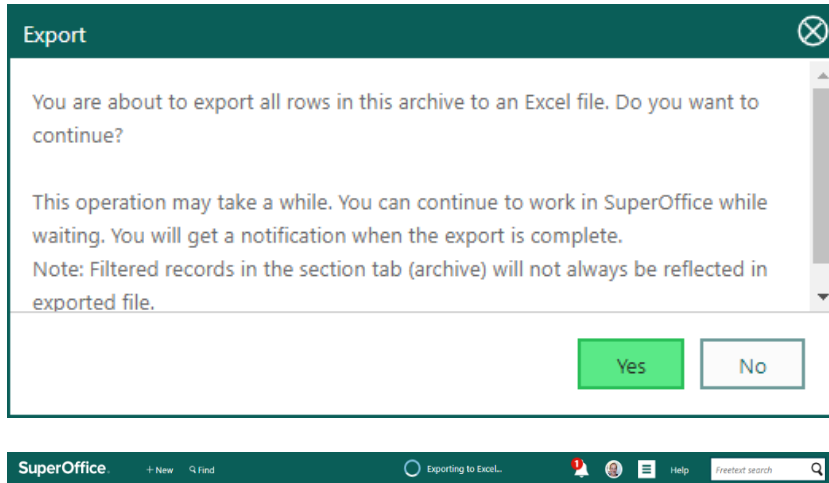 Export
You are about to export all rows in this archive to an Excel file. Do you want to
continue?
This operation may take a while. You can continue to work in SuperOffice while
waiting. You will get a notification when the export is complete.
Note: Filtered records in the section tab (archive) will not always be reflected in
exported file.
Yes No
SuperOffice. +New Find Exporting to Excel... 1 Help Freetext search